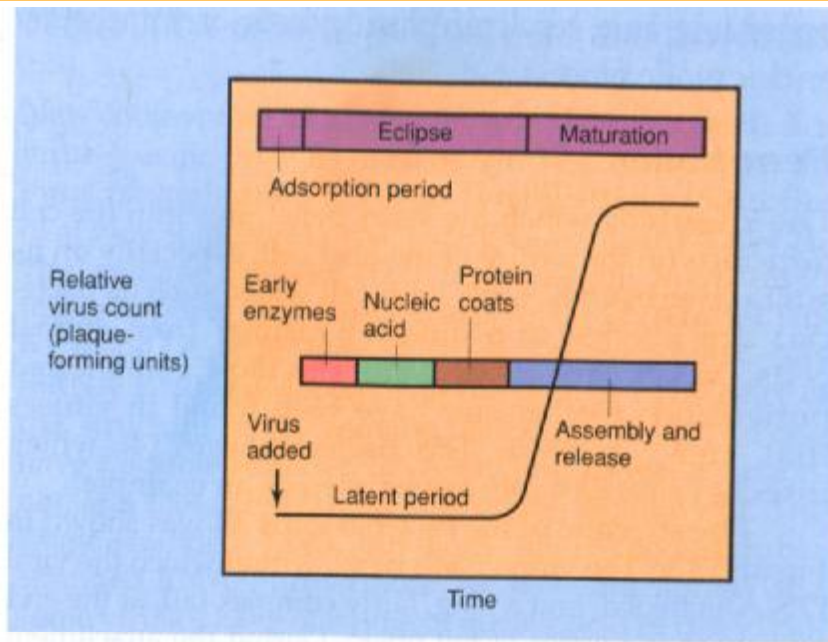 Eclipse
Maturation
Adsorption period
Relative
virus count
(plaque-
forming units)
Early
enzymes
Nucleic
acid
Protein
coats
Virus
added
Assembly and
release
Latent period
Time